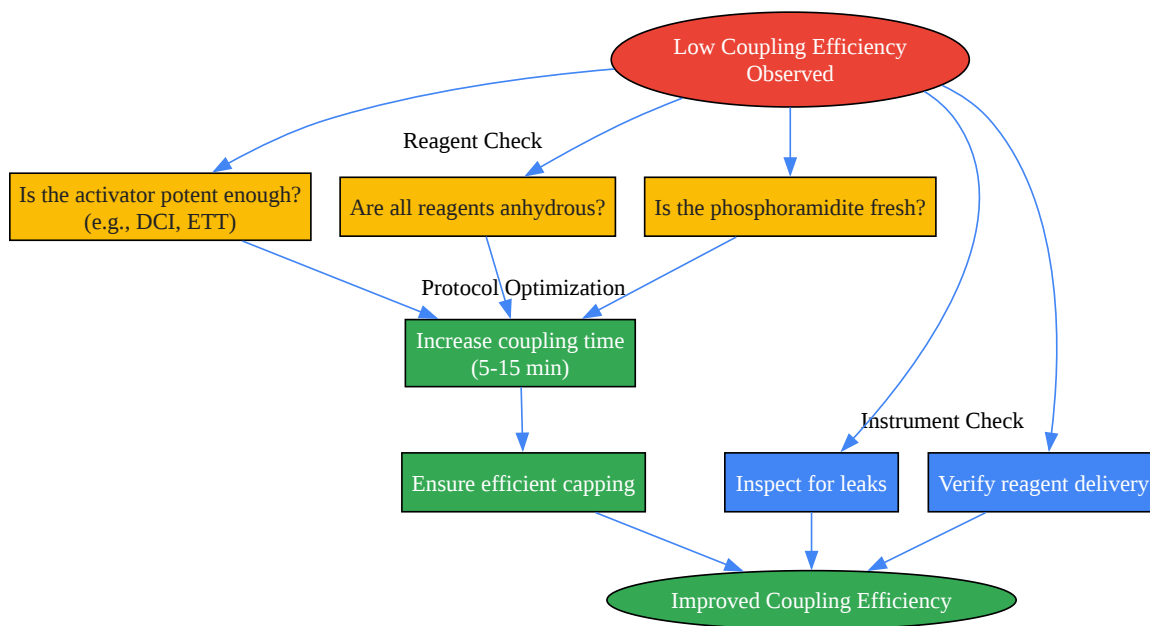 Low Coupling Efficiency
Observed
Reagent Check
Is the activator potent enough?
(e.g., DCI, ETT)
Are all reagents anhydrous?
Is the phosphoramidite fresh?
Protocol Optimization
Increase coupling time
(5-15 min)
Instrument Check
Ensure efficient capping
Inspect for leaks
Verify reagent delivery
Improved Coupling Efficiency